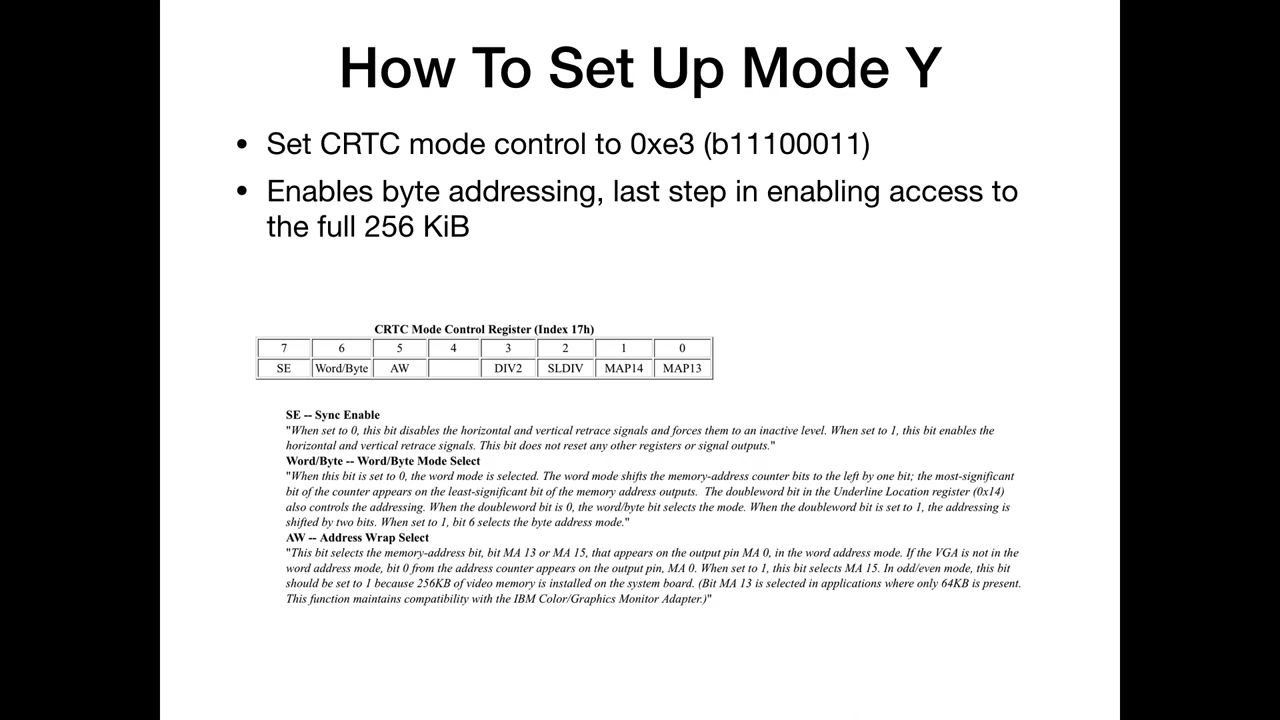 How To Set Up Mode Y
• Set CRTC mode control to 0xe3 (b11100011)
• Enables byte addressing, last step in enabling access to
the full 256 KiB
CRTC Mode Control Register (Index 17h)
7 6 5 4 3 2 1 0
SE Word/Byte AW DIV2 SLDIV MAP14 MAP13
SE -- Sync Enable
"When set to 0, this bit disables the horizontal and vertical retrace signals and forces them to an inactive level. When set to 1, this bit enables the
horizontal and vertical retrace signals. This bit does not reset any other registers or signal outputs."
Word/Byte -- Word/Byte Mode Select
"When this bit is set to 0, the word mode is selected. The word mode shifts the memory-address counter bits to the left by one bit; the most-significant
bit of the counter appears on the least-significant bit of the memory address outputs.  The doubleword bit in the Underline Location register (0x14)
also controls the addressing. When the doubleword bit is 0, the word/byte bit selects the mode. When the doubleword bit is set to 1, the addressing is
shifted by two bits. When set to 1, bit 6 selects the byte address mode."
AW -- Address Wrap Select
"This bit selects the memory-address bit, bit MA 13 or MA 15, that appears on the output pin MA 0, in the word address mode. If the VGA is not in the
word address mode, bit 0 from the address counter appears on the output pin, MA 0. When set to 1, this bit selects MA 15. In odd/even mode, this bit
should be set to 1 because 256KB of video memory is installed on the system board. (Bit MA 13 is selected in applications where only 64KB is present.
This function maintains compatibility with the IBM Color/Graphics Monitor Adapter.)"